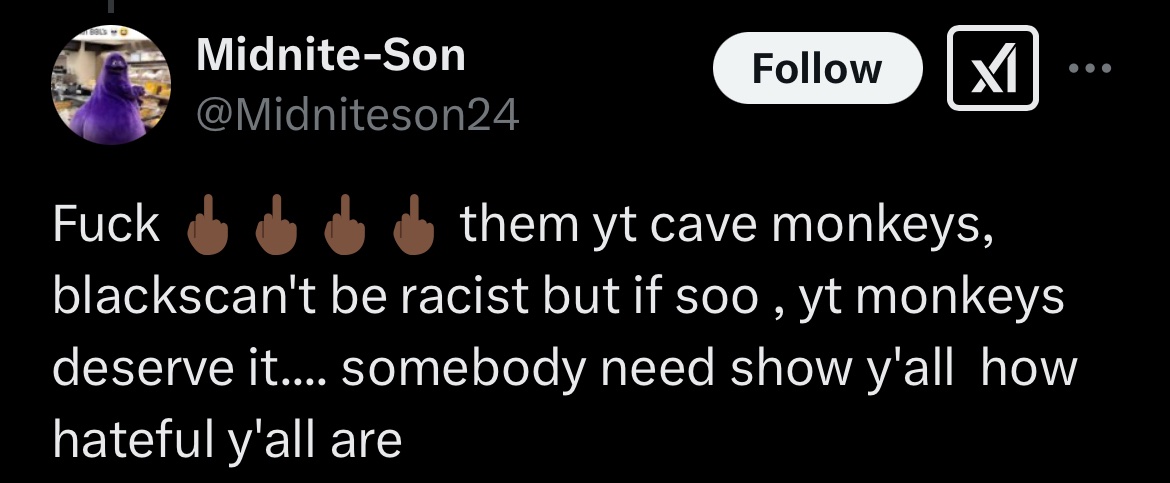 Midnite-Son
@Midniteson24
Follow
Fuck 🖕🏾🖕🏾🖕🏾🖕🏾 them yt cave monkeys,
blackscan't be racist but if soo , yt monkeys
deserve it.... somebody need show y'all  how
hateful y'all are